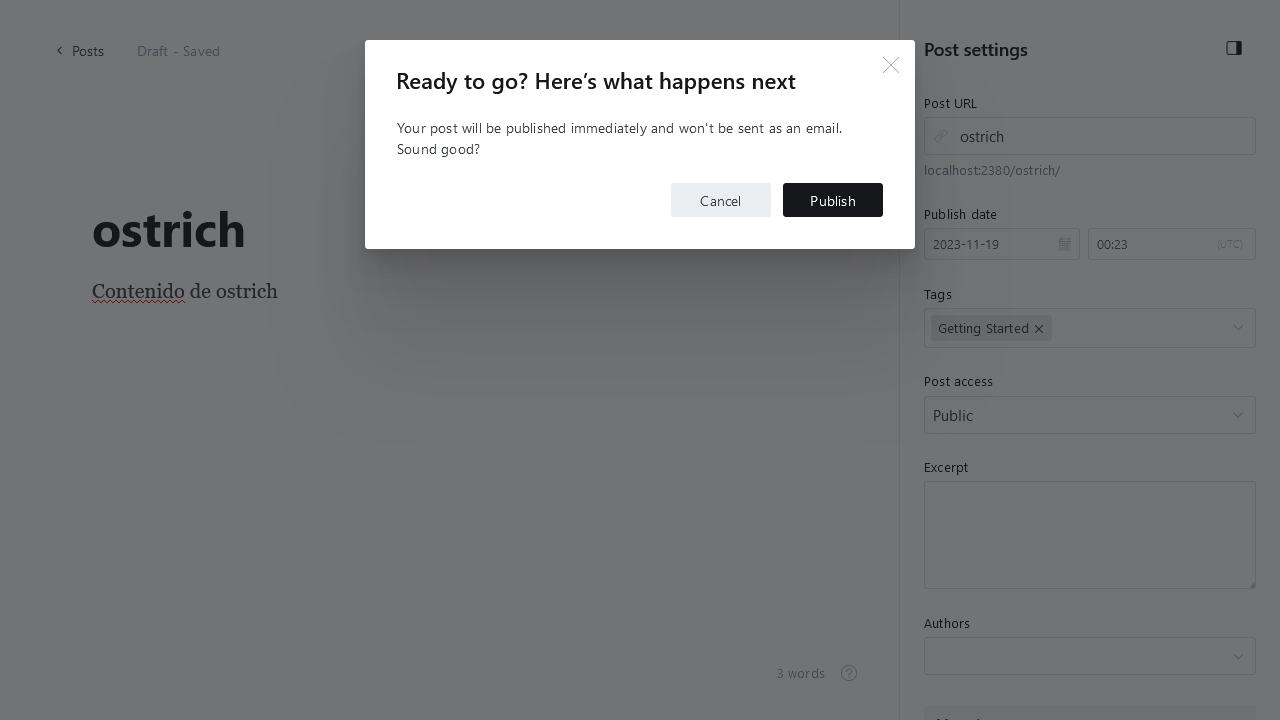 Posts
Draft - Saved
Ready to go? Here’s what happens next
Your post will be published immediately and won't be sent as an email.
Sound good?
Cancel
Publish
ostrich
Contenido de ostrich
3 words
?
Post settings
Post URL
ostrich
localhost:2380/ostrich/
Publish date
2023-11-19
00:23
(UTC)
Tags
Getting Started
Post access
Public
Excerpt
Authors